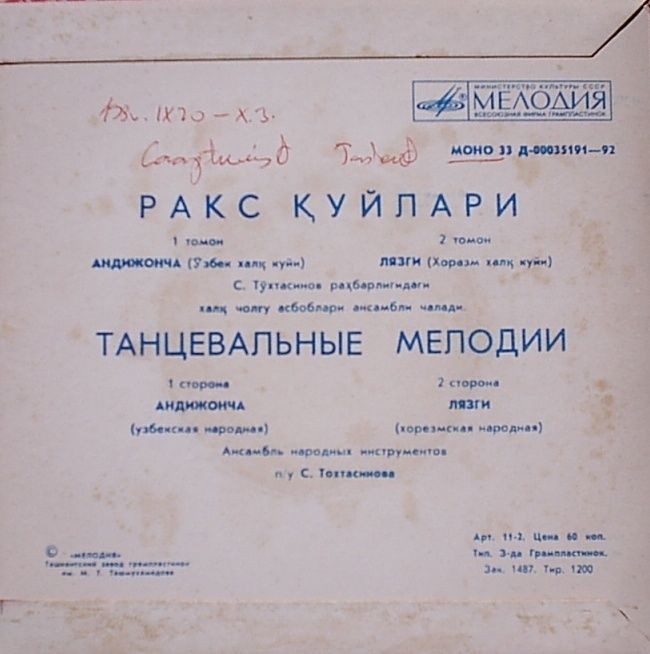 МИНИСТЕРСТВО КУЛЬТУРЫ СССР
МЕЛОДИЯ
ВСЕСОЮЗНАЯ ФИРМА ГРАМПЛАСТИНОК
МОНО 33 Д-00035191—92
РАКС ҚУЙЛАРИ
1 томон
2 томон
АНДИЖОНЧА (Ўзбек халқ куйи)
ЛЯЗГИ (Хоразм халқ куйи)
С. Тўхтасинов раҳбарлигидаги
халқ чолғу асбоблари ансамбли чалади.
ТАНЦЕВАЛЬНЫЕ МЕЛОДИИ
1 сторона
2 сторона
АНДИЖОНЧА
ЛЯЗГИ
(узбекская народная)
(хорезмская народная)
Ансамбль народных инструментов
п/у С. Тохтасинова
© «МЕЛОДИЯ»
Ташкентский завод грампластинок
им. М. Т. Ташмухамедова
Арт. 11-2. Цена 60 коп.
Тип. З-да Грампластинок.
Зак. 1487. Тир. 1200